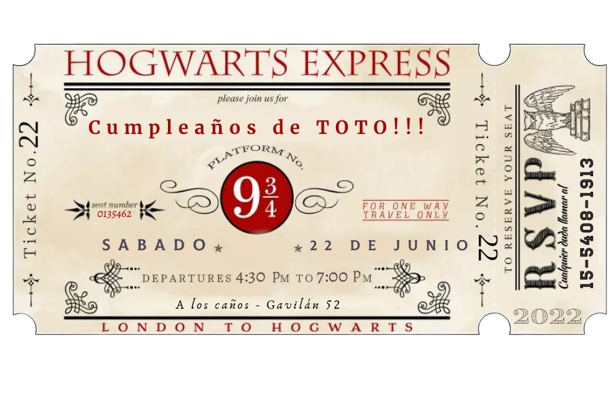 HOGWARTS EXPRESS
please join us for
Cumpleaños de TOTO!!!
PLATFORM No.
9 3/4
seat number
0135462
FOR ONE WAY
TRAVEL ONLY
SABADO
22 DE JUNIO
DEPARTURES 4:30 PM TO 7:00 PM
A los caños - Gavilán 52
LONDON TO HOGWARTS
Ticket No. 22
Ticket No. 22
TO RESERVE YOUR SEAT
RSVP
Cualquier duda llamar al
15-5408-1913
2022